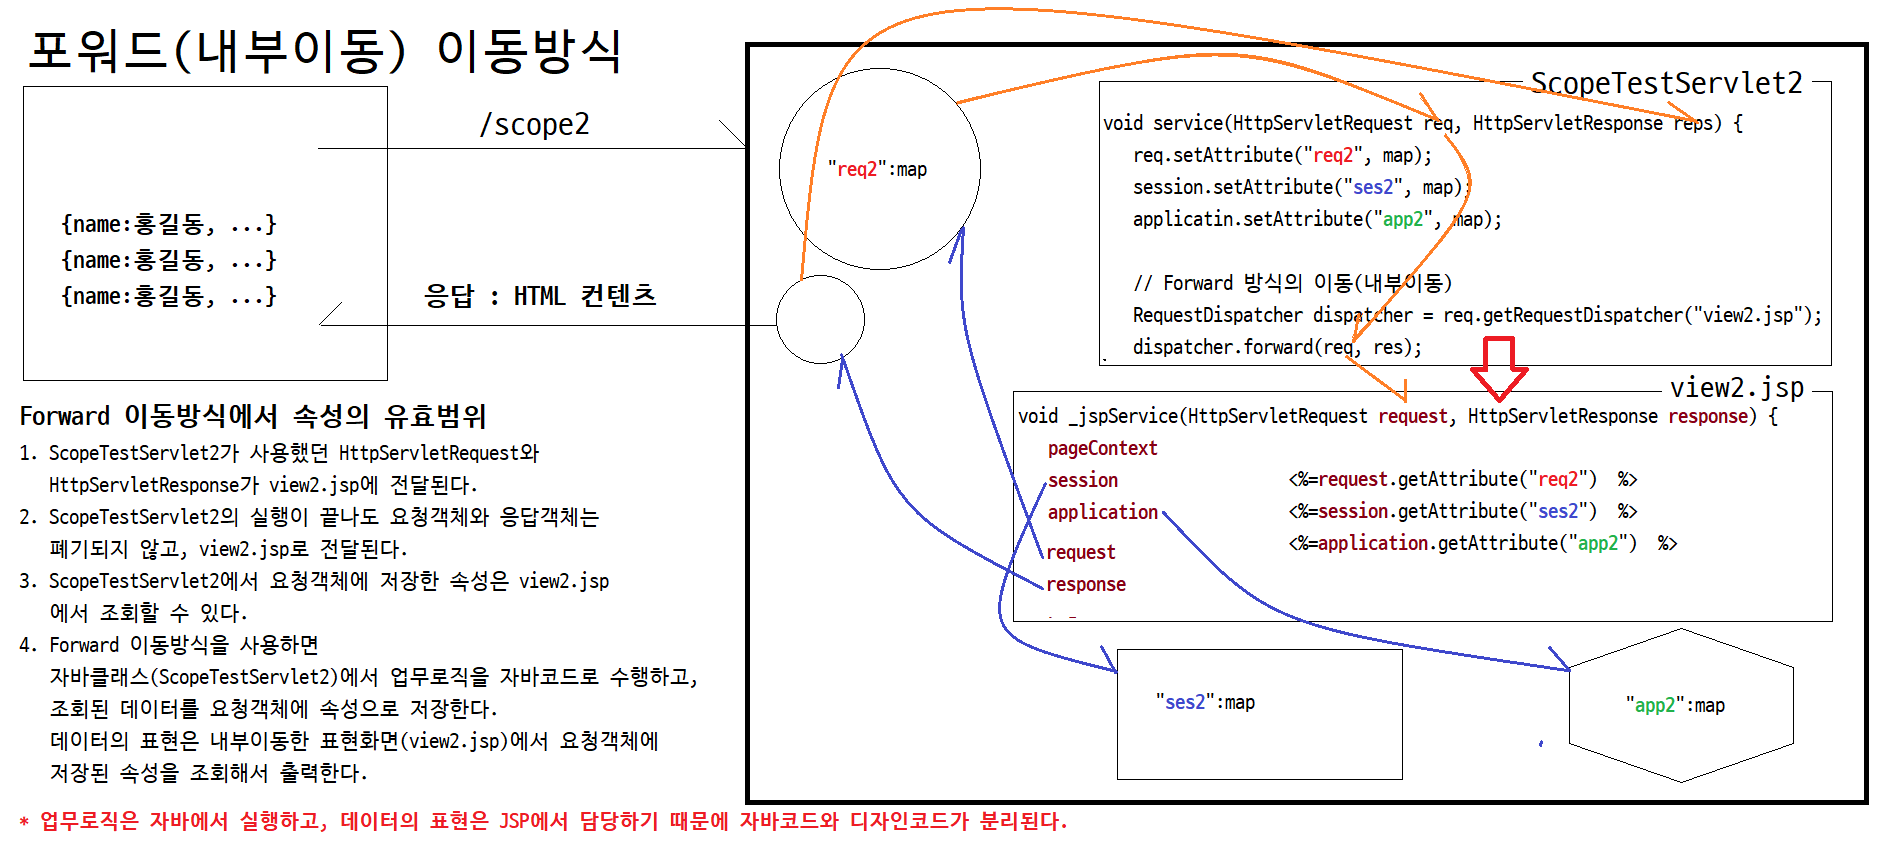 포워드(내부이동) 이동방식
/scope2
{name:홍길동, ...}
{name:홍길동, ...}
{name:홍길동, ...}
응답 : HTML 컨텐츠
"req2":map
ScopeTestServlet2
void service(HttpServletRequest req, HttpServletResponse reps) {
req.setAttribute("req2", map);
session.setAttribute("ses2", map);
applicatin.setAttribute("app2", map);
// Forward 방식의 이동(내부이동)
RequestDispatcher dispatcher = req.getRequestDispatcher("view2.jsp");
dispatcher.forward(req, res);
view2.jsp
void _jspService(HttpServletRequest request, HttpServletResponse response) {
pageContext
session
application
request
response
<%=request.getAttribute("req2") %>
<%=session.getAttribute("ses2") %>
<%=application.getAttribute("app2") %>
"ses2":map
"app2":map
Forward 이동방식에서 속성의 유효범위
1. ScopeTestServlet2가 사용했던 HttpServletRequest와
HttpServletResponse가 view2.jsp에 전달된다.
2. ScopeTestServlet2의 실행이 끝나도 요청객체와 응답객체는
폐기되지 않고, view2.jsp로 전달된다.
3. ScopeTestServlet2에서 요청객체에 저장한 속성은 view2.jsp
에서 조회할 수 있다.
4. Forward 이동방식을 사용하면
자바클래스(ScopeTestServlet2)에서 업무로직을 자바코드로 수행하고,
조회된 데이터를 요청객체에 속성으로 저장한다.
데이터의 표현은 내부이동한 표현화면(view2.jsp)에서 요청객체에
저장된 속성을 조회해서 출력한다.
* 업무로직은 자바에서 실행하고, 데이터의 표현은 JSP에서 담당하기 때문에 자바코드와 디자인코드가 분리된다.